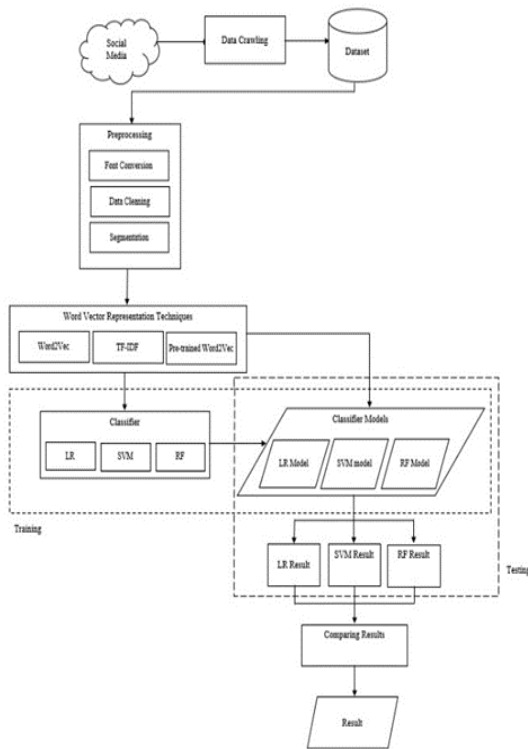 Social
Media
Data Crawling
Dataset
Preprocessing
Font Conversion
Data Cleaning
Segmentation
Word Vector Representation Techniques
Word2Vec
TF-IDF
Pre-trained Word2Vec
Classifier
LR
SVM
RF
Classifier Models
LR Model
SVM model
RF Model
Training
LR Result
SVM Result
RF Result
Testing
Comparing Results
Result